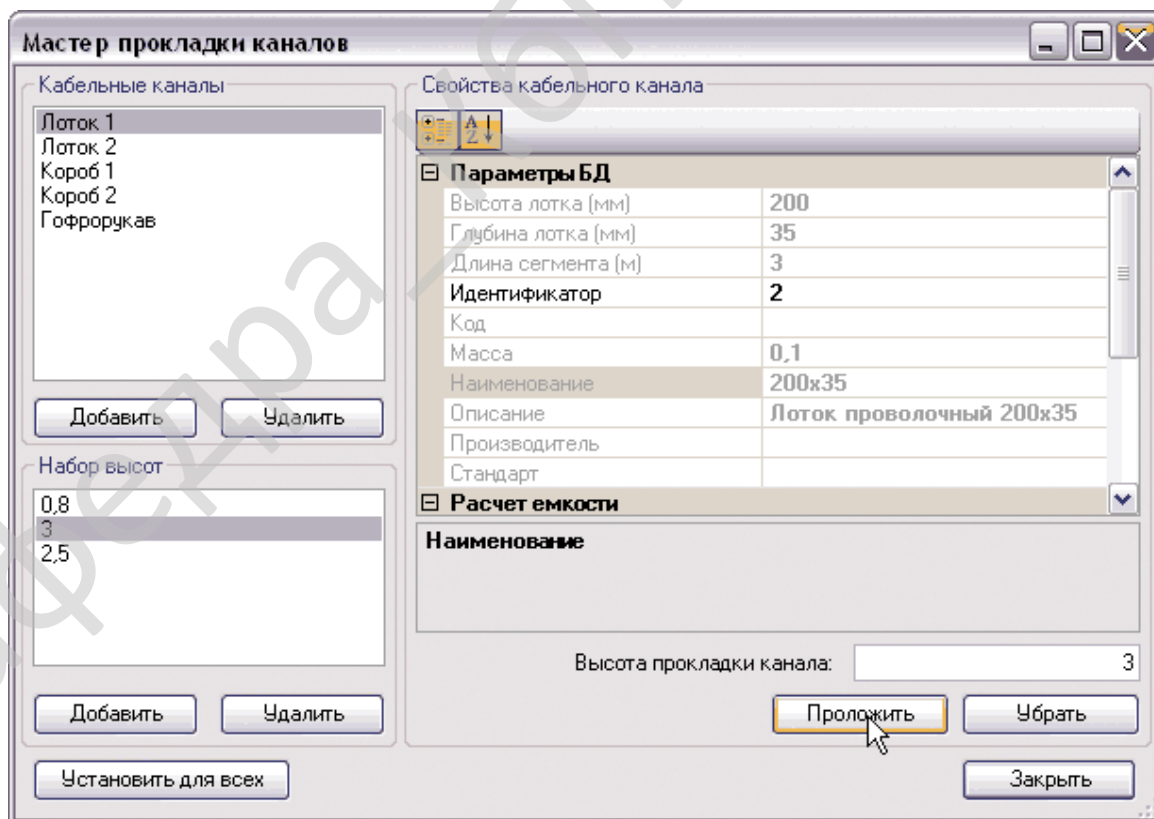 Мастер прокладки каналов
Кабельные каналы
Лоток 1
Лоток 2
Короб 1
Короб 2
Гофрорукав
Добавить Удалить
Набор высот
0,8
3
2,5
Добавить Удалить
Установить для всех
Свойства кабельного канала
Параметры БД
Высота лотка (мм) 200
Глубина лотка (мм) 35
Длина сегмента (м) 3
Идентификатор 2
Код
Масса 0,1
Наименование 200x35
Описание Лоток проволочный 200x35
Производитель
Стандарт
Расчет емкости
Наименование
Высота прокладки канала: 3
Проложить Убрать
Закрыть